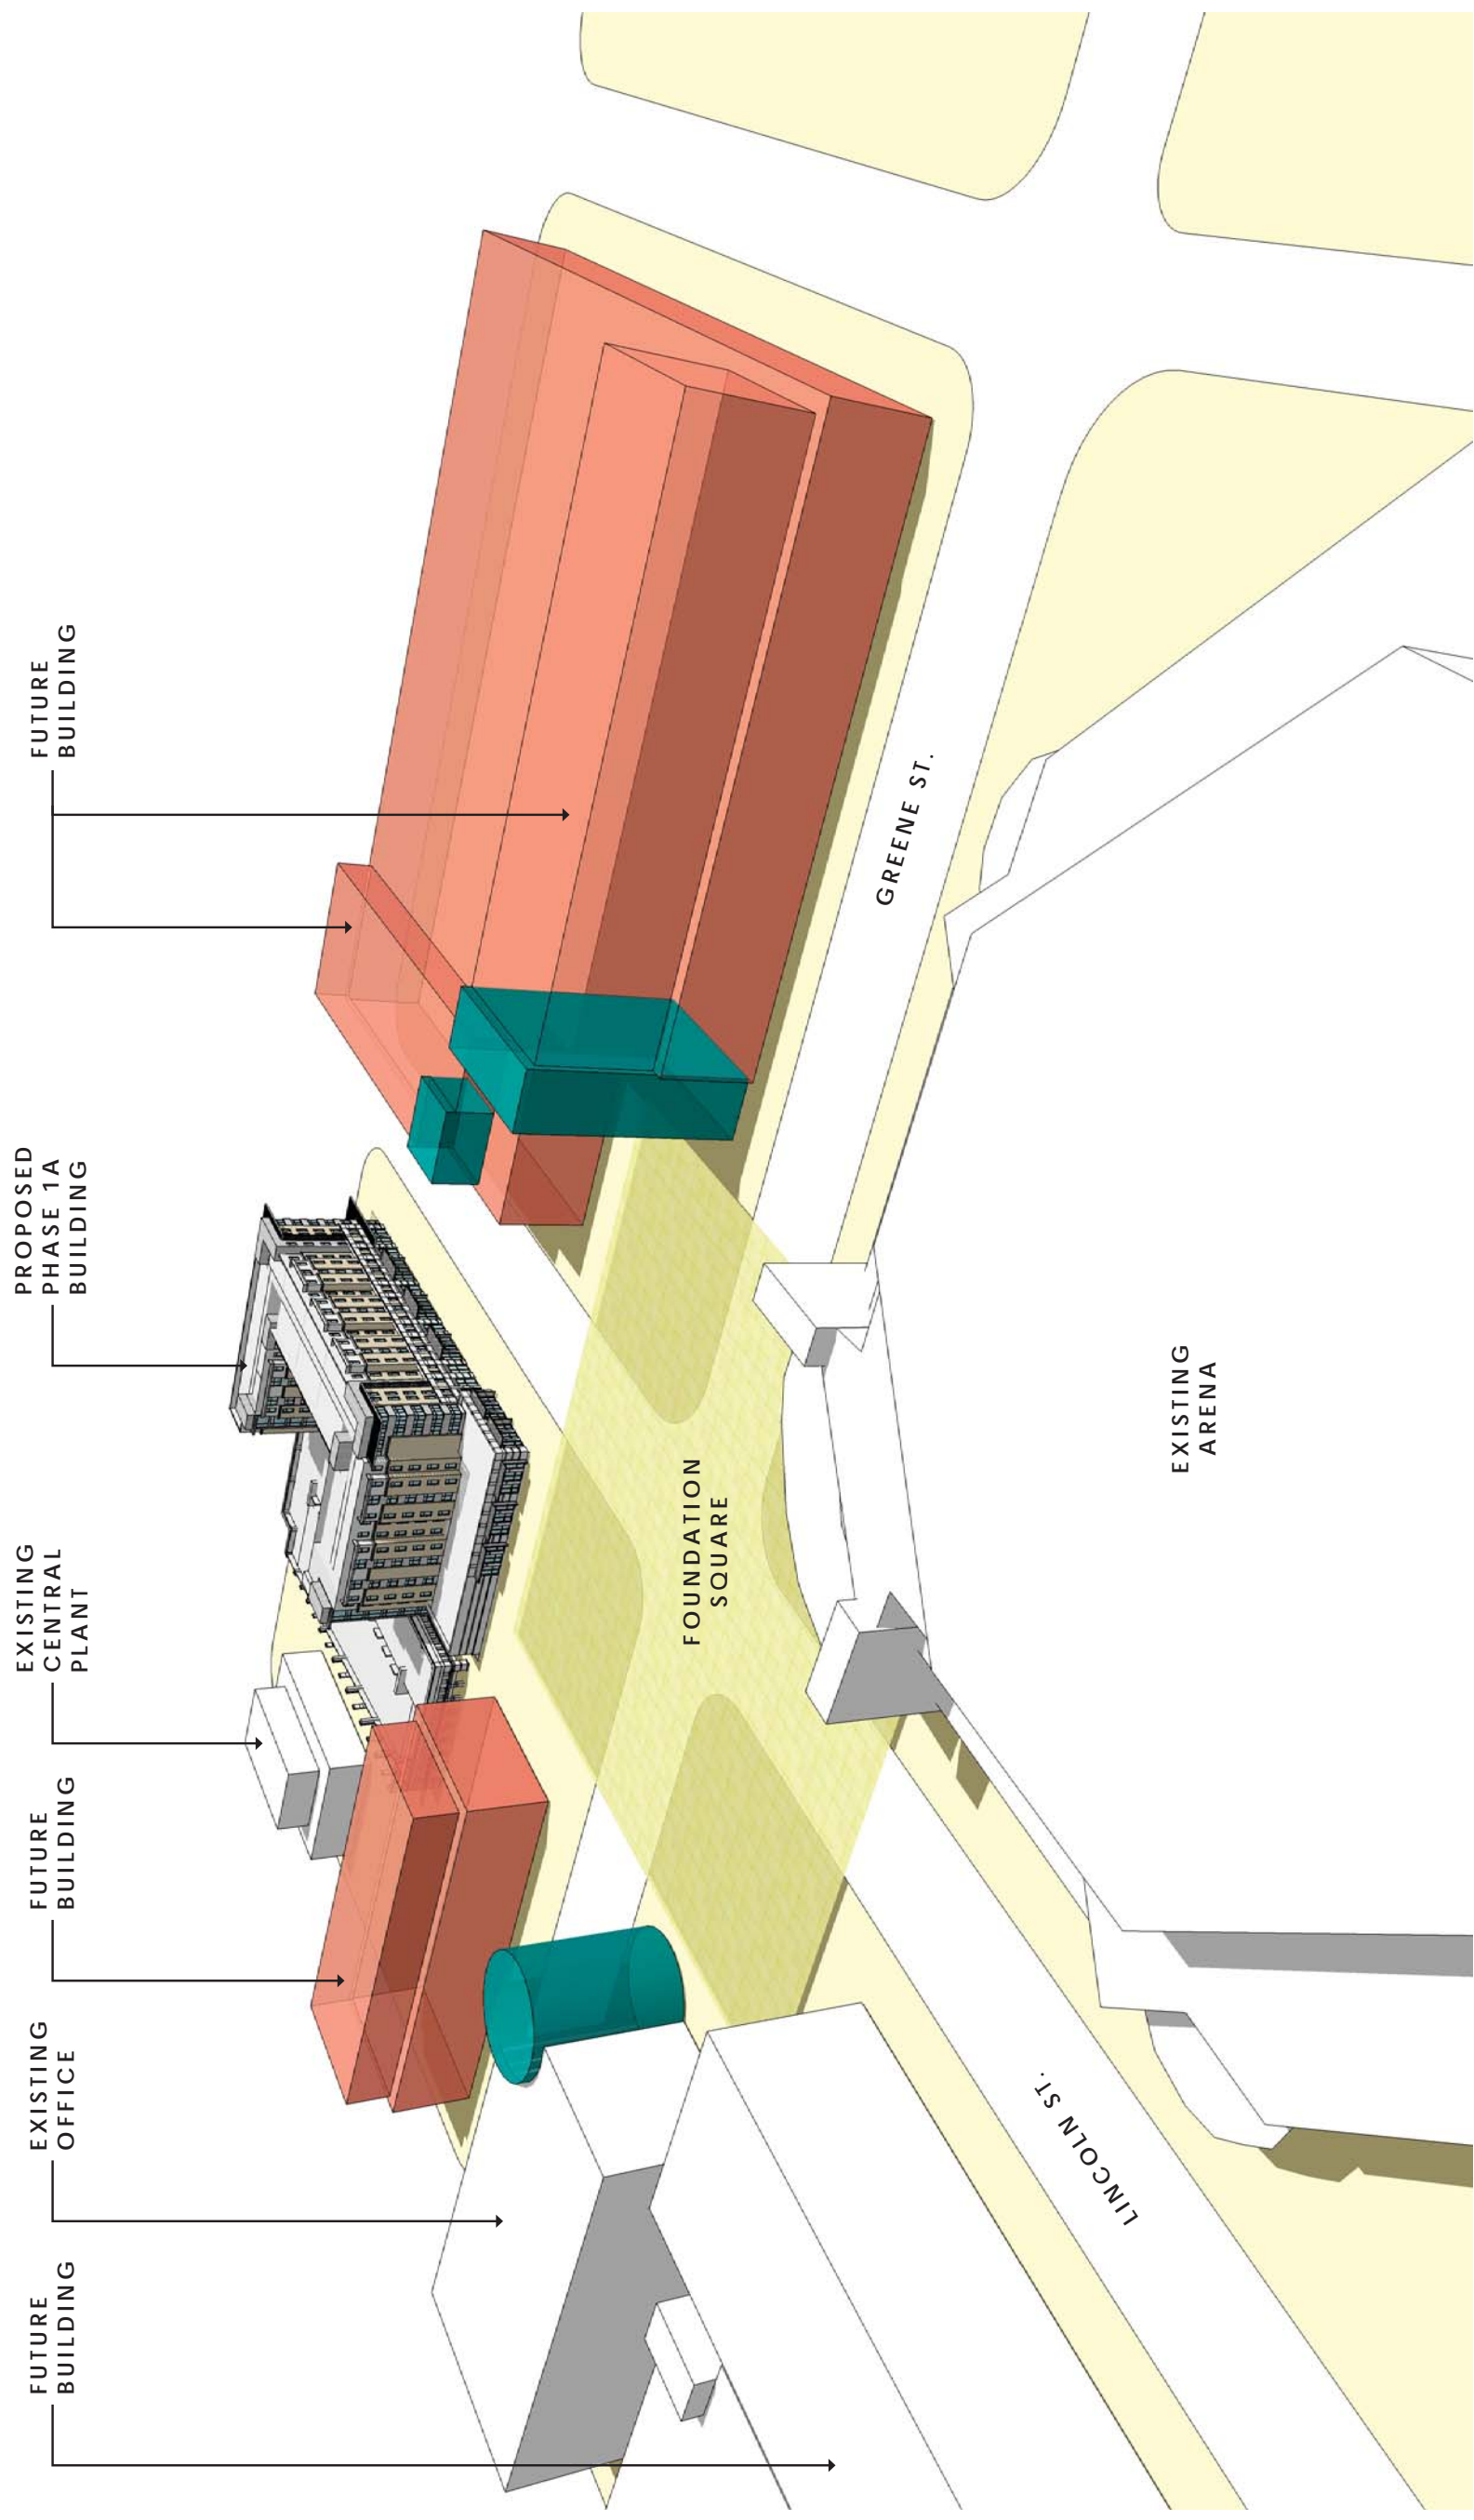 FUTURE
BUILDING
EXISTING
OFFICE
FUTURE
BUILDING
EXISTING
CENTRAL
PLANT
PROPOSED
PHASE 1A
BUILDING
FUTURE
BUILDING
FOUNDATION
SQUARE
GREENE ST.
LINCOLN ST.
EXISTING
ARENA